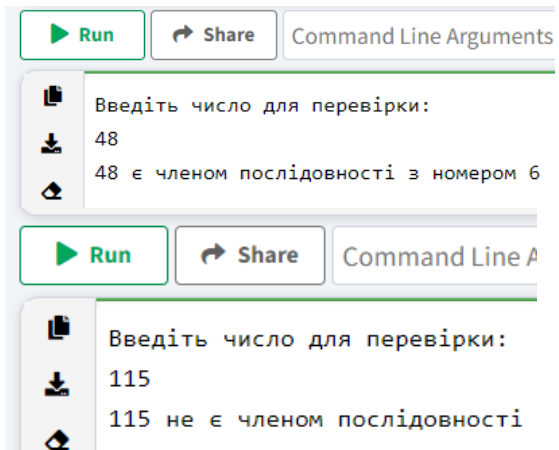 Run Share Command Line Arguments
Введіть число для перевірки:
48
48 є членом послідовності з номером 6
Run Share Command Line
Введіть число для перевірки:
115
115 не є членом послідовності